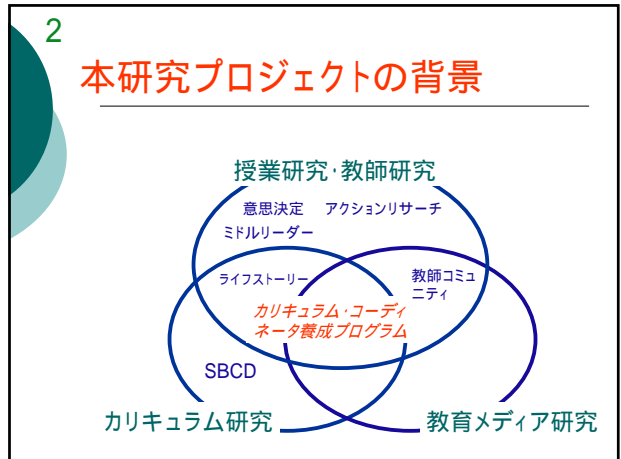 2
本研究プロジェクトの背景
授業研究・教師研究
意思決定 アクションリサーチ
ミドルリーダー
ライフストーリー
教師コミュ
ニティ
カリキュラム・コーディ
ネータ養成プログラム
SBCD
カリキュラム研究
教育メディア研究